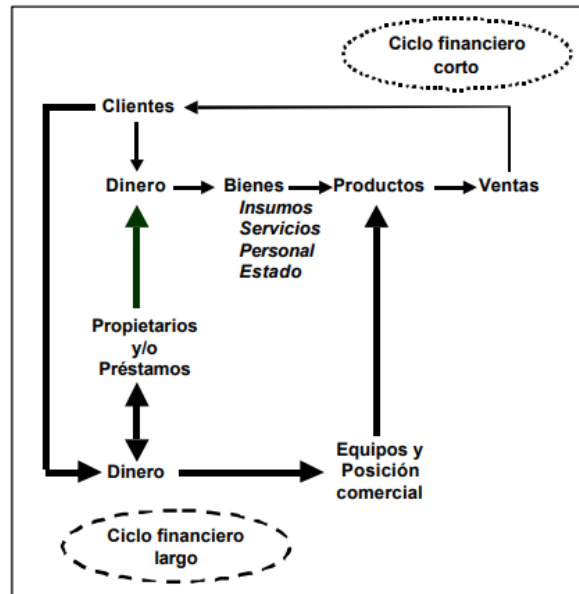 Ciclo financiero
corto
Clientes
Dinero
Bienes
Productos
Ventas
Insumos
Servicios
Personal
Estado
Propietarios
y/o
Préstamos
Dinero
Equipos y
Posición
comercial
Ciclo financiero
largo